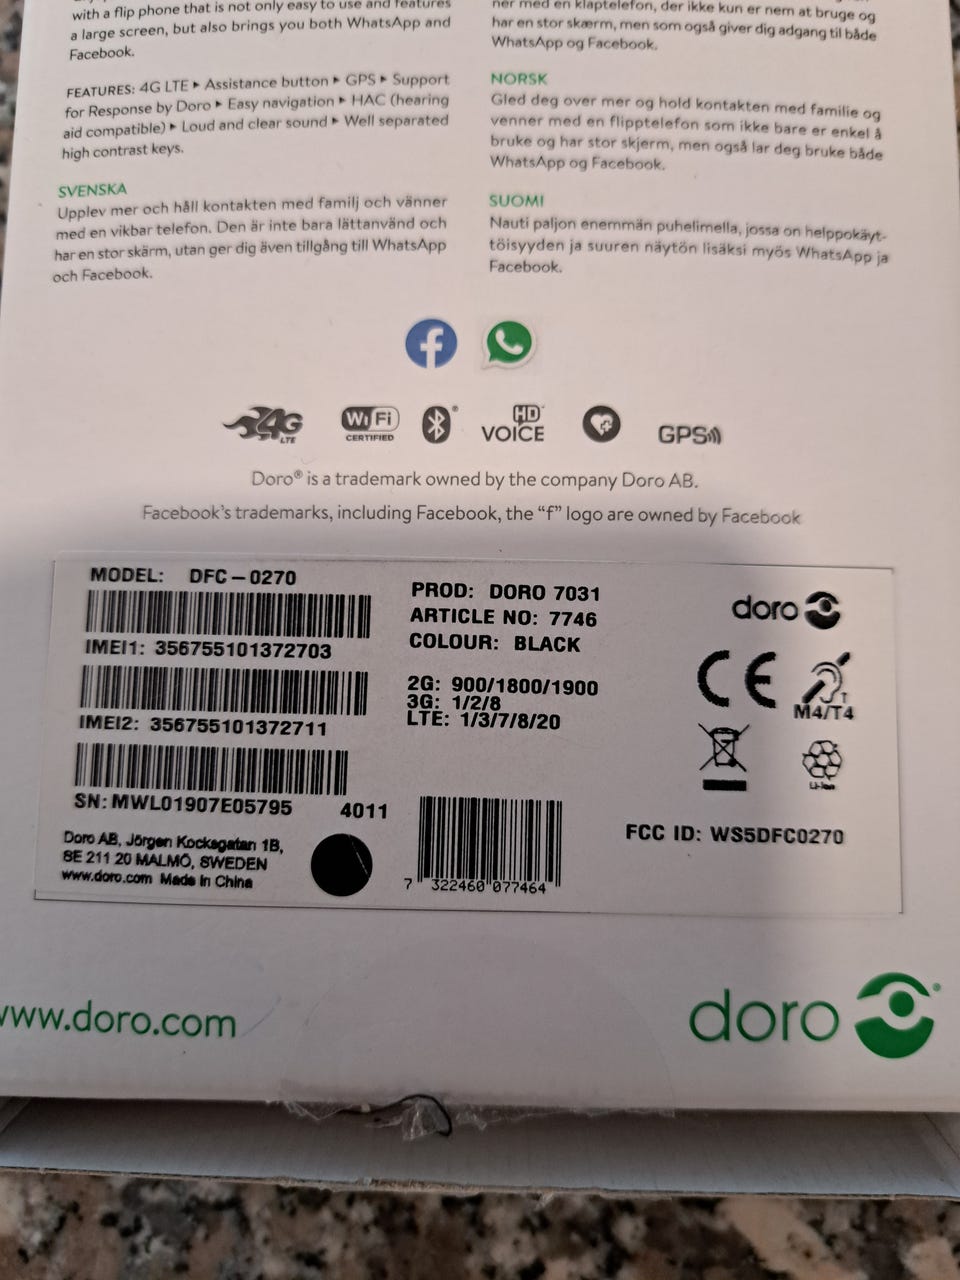 with a flip phone that is not only easy to use and features
a large screen, but also brings you both WhatsApp and
Facebook.
FEATURES: 4G LTE ▸ Assistance button ▸ GPS ▸ Support
for Response by Doro ▸ Easy navigation ▸ HAC (hearing
aid compatible) ▸ Loud and clear sound ▸ Well separated
high contrast keys.
SVENSKA
Upplev mer och håll kontakten med familj och vänner
med en vikbar telefon. Den är inte bara lättanvänd och
har en stor skärm, utan ger dig även tillgång till WhatsApp
och Facebook.
ner med en klaptelefon, der ikke kun er nem at bruge og
har en stor skærm, men som også giver dig adgang til både
WhatsApp og Facebook.
NORSK
Gled deg over mer og hold kontakten med familie og
venner med en flipptelefon som ikke bare er enkel å
bruke og har stor skjerm, men også lar deg bruke både
WhatsApp og Facebook.
SUOMI
Nauti paljon enemmän puhelimella, jossa on helppokäyt-
töisyyden ja suuren näytön lisäksi myös WhatsApp ja
Facebook.
4G LTE
Wi Fi CERTIFIED
HD VOICE
GPS
Doro® is a trademark owned by the company Doro AB.
Facebook's trademarks, including Facebook, the "f" logo are owned by Facebook
MODEL: DFC-0270
IMEI1: 356755101372703
IMEI2: 356755101372711
SN: MWL01907E05795 4011
Doro AB, Jörgen Kocksgatan 1B,
SE 211 20 MALMÖ, SWEDEN
www.doro.com Made in China
PROD: DORO 7031
ARTICLE NO: 7746
COLOUR: BLACK
2G: 900/1800/1900
3G: 1/2/8
LTE: 1/3/7/8/20
7 322460 077464
doro
CE
T
M4/T4
Li-ion
FCC ID: WS5DFC0270
www.doro.com
doro